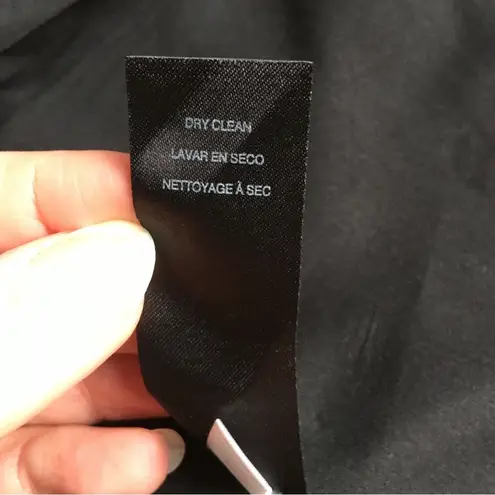 DRY CLEAN
LAVAR EN SECO
NETTOYAGE À SEC